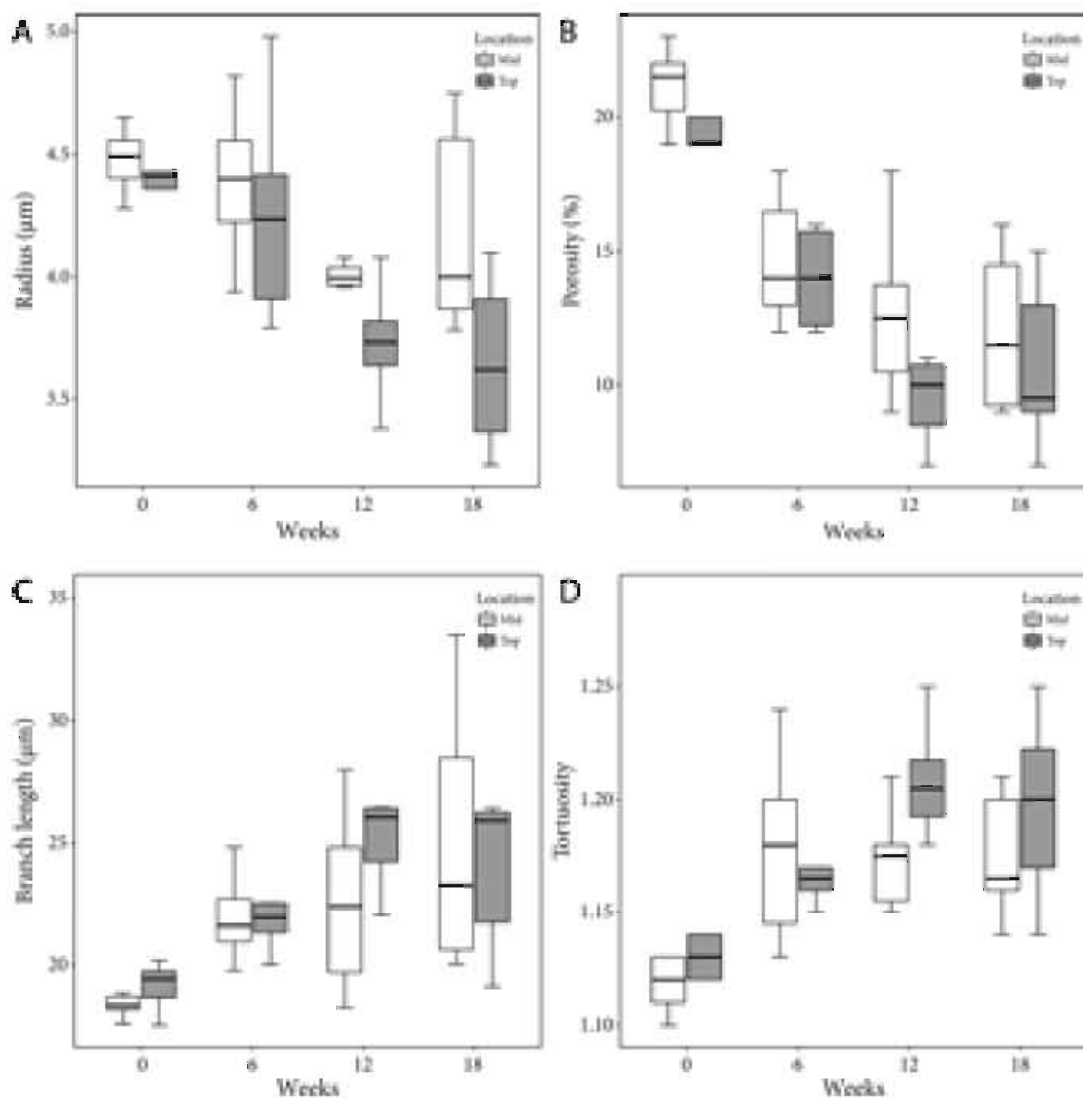 A
Location
Mid
Top
5.0
4.5
4.0
3.5
Radius (μm)
0 6 12 18
Weeks
B
Location
Mid
Top
20
15
10
Porosity (%)
0 6 12 18
Weeks
C
Location
Mid
Top
35
30
25
20
Branch length (μm)
0 6 12 18
Weeks
D
Location
Mid
Top
1.25
1.20
1.15
1.10
Tortuosity
0 6 12 18
Weeks